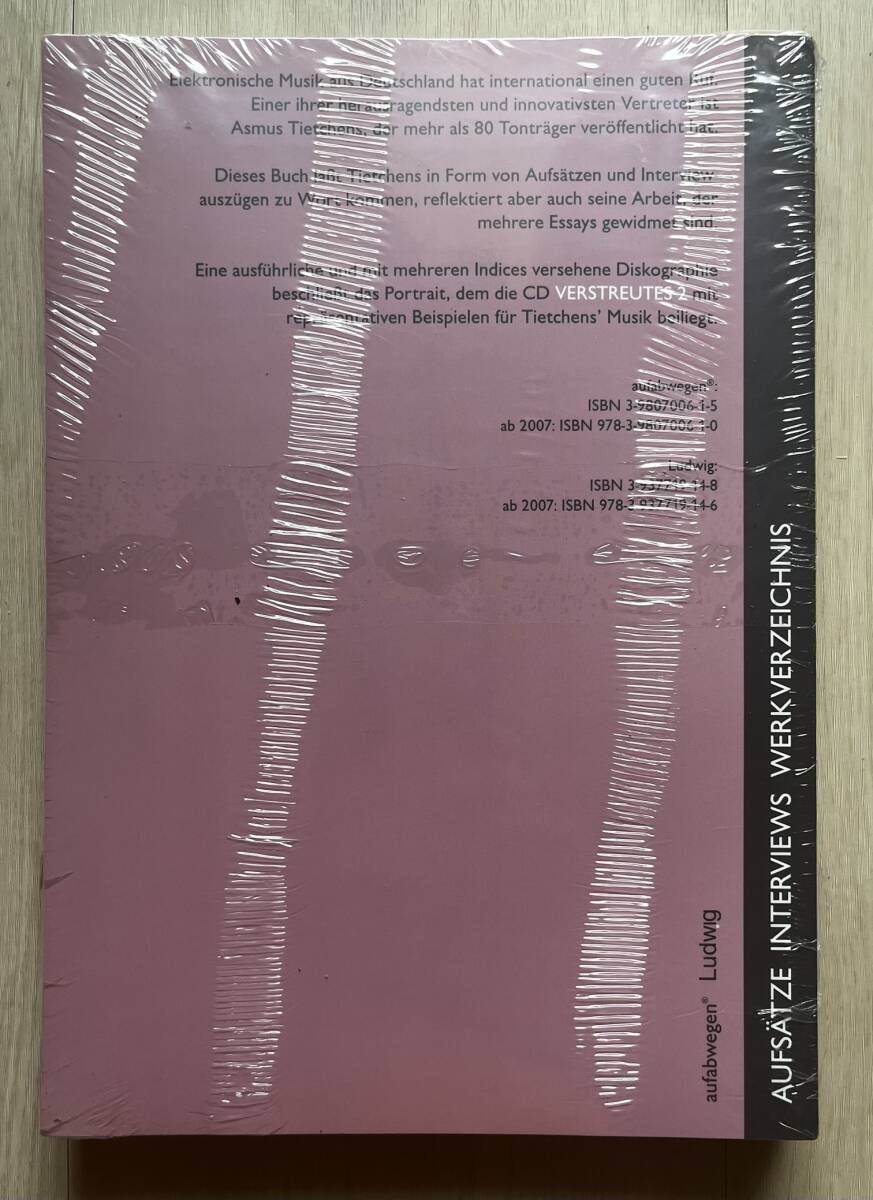 Elektronische Musik aus Deutschland hat international einen guten Ruf.
Einer ihrer herausragendsten und innovativsten Vertreter ist
Asmus Tietchens, der mehr als 80 Tonträger veröffentlicht hat.
Dieses Buch läßt Tietchens in Form von Aufsätzen und Interview-
auszügen zu Wort kommen, reflektiert aber auch seine Arbeit, der
mehrere Essays gewidmet sind.
Eine ausführliche und mit mehreren Indices versehene Diskographie
beschließt das Portrait, dem die CD VERSTREUTES 2 mit
repräsentativen Beispielen für Tietchens’ Musik beiliegt.
aufabwegen®:
ISBN 3-9807006-1-5
ab 2007: ISBN 978-3-9807006-1-0
Ludwig:
ISBN 3-937719-14-8
ab 2007: ISBN 978-3-937719-14-6
aufabwegen® Ludwig
AUFSÄTZE INTERVIEWS WERKVERZEICHNIS